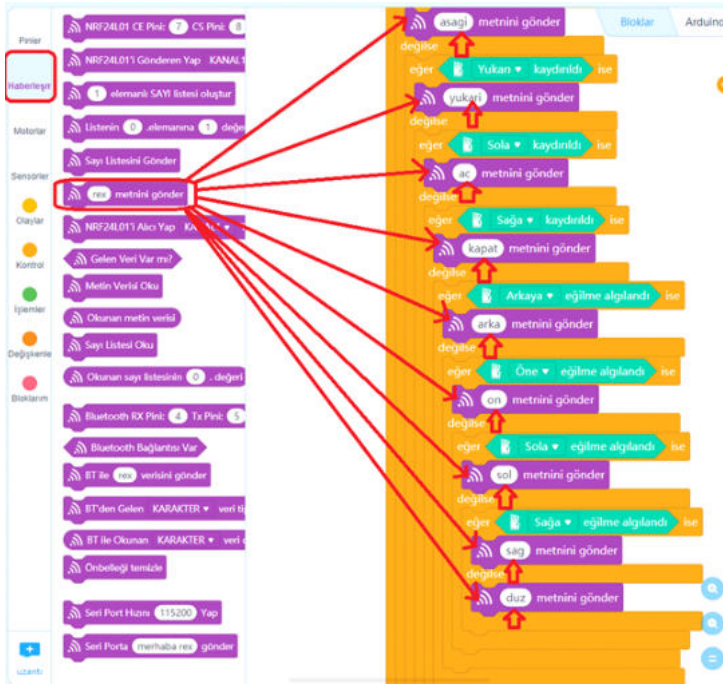 Pinler
Haberleşir
Motorlar
Sensörler
Olaylar
Kontrol
İşlemler
Değişkenle
Bloklarım
uzantı
NRF24L01 CE Pini: 7 CS Pini: 8
NRF24L01'i Gönderen Yap KANAL1
1 elemanlı SAYI listesi oluştur
Listenin 0 .elemanına 1 değe
Sayı Listesini Gönder
rex metnini gönder
NRF24L01'i Alıcı Yap
Gelen Veri Var mı?
Metin Verisi Oku
Okunan metin verisi
Sayı Listesi Oku
Okunan sayı listesinin 0 . değeri
Bluetooth RX Pini: 4 Tx Pini: 5
Bluetooth Bağlantısı Var
BT ile rex verisini gönder
BT'den Gelen KARAKTER veri ti
BT ile Okunan KARAKTER veri
Önbelleği temizle
Seri Port Hızını 115200 Yap
Seri Porta merhaba rex gönder
Bloklar Arduino
asagi metnini gönder
değilse
eğer Yukarı kaydırıldı ise
yukari metnini gönder
değilse
eğer Sola kaydırıldı ise
aç metnini gönder
değilse
eğer Sağa kaydırıldı ise
kapat metnini gönder
değilse
eğer Arkaya eğilme algılandı ise
arka metnini gönder
değilse
eğer Öne eğilme algılandı ise
on metnini gönder
değilse
eğer Sola eğilme algılandı ise
sol metnini gönder
değilse
eğer Sağa eğilme algılandı ise
sag metnini gönder
değilse
duz metnini gönder